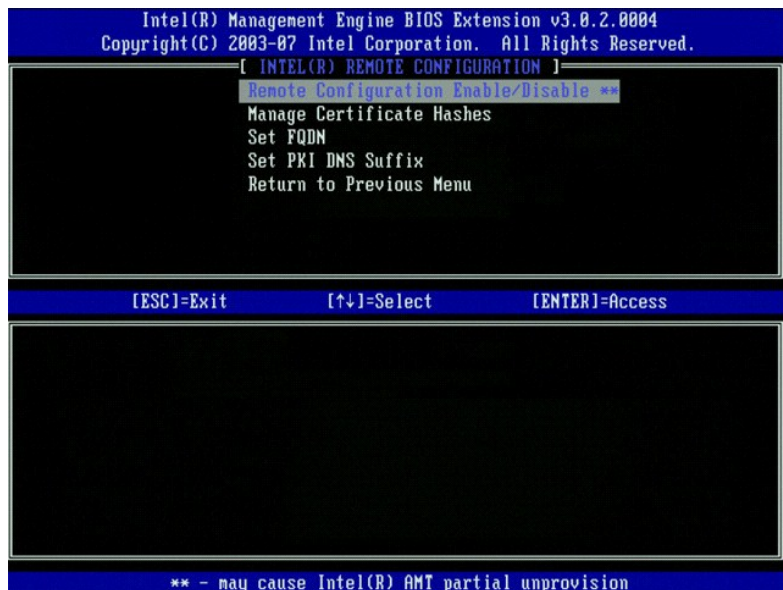 Intel(R) Management Engine BIOS Extension v3.0.2.0004
Copyright(C) 2003-07 Intel Corporation. All Rights Reserved.
[ INTEL(R) REMOTE CONFIGURATION ]
Remote Configuration Enable/Disable **
Manage Certificate Hashes
Set FQDN
Set PKI DNS Suffix
Return to Previous Menu
[ESC]=Exit [↑↓]=Select [ENTER]=Access
** - may cause Intel(R) AMT partial unprovision